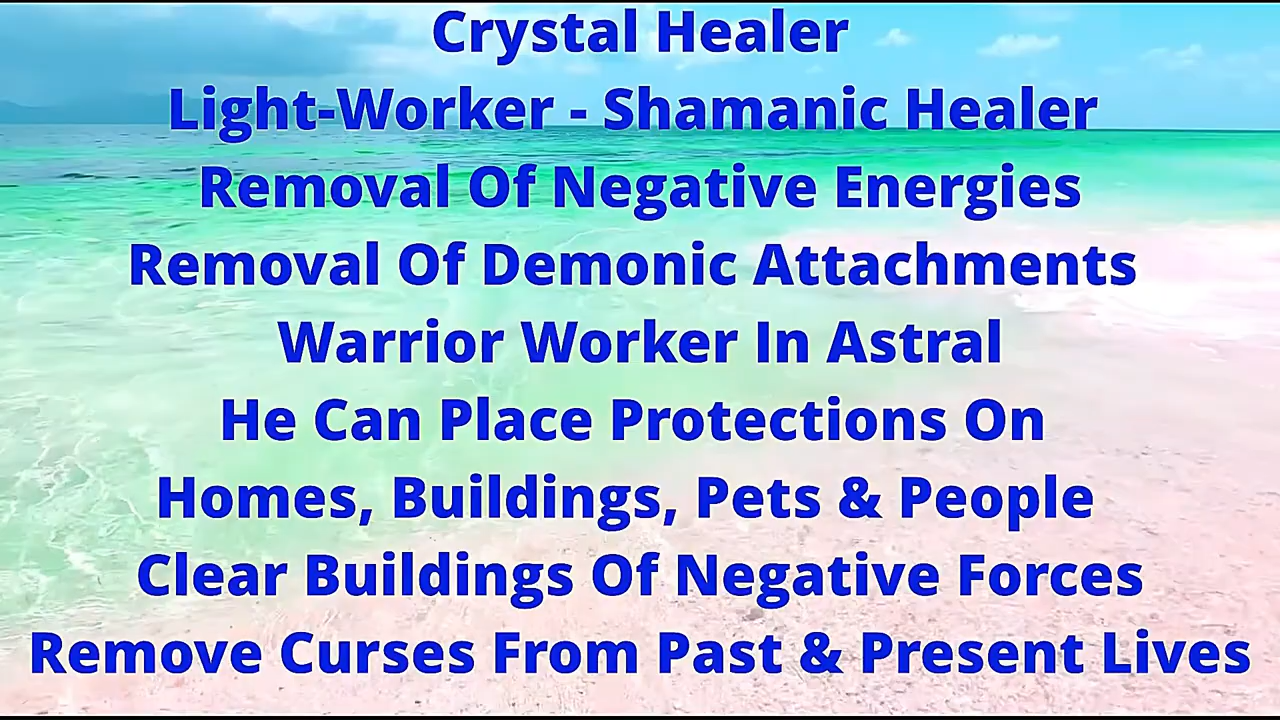 Crystal Healer
Light-Worker - Shamanic Healer
Removal Of Negative Energies
Removal Of Demonic Attachments
Warrior Worker In Astral
He Can Place Protections On
Homes, Buildings, Pets & People
Clear Buildings Of Negative Forces
Remove Curses From Past & Present Lives